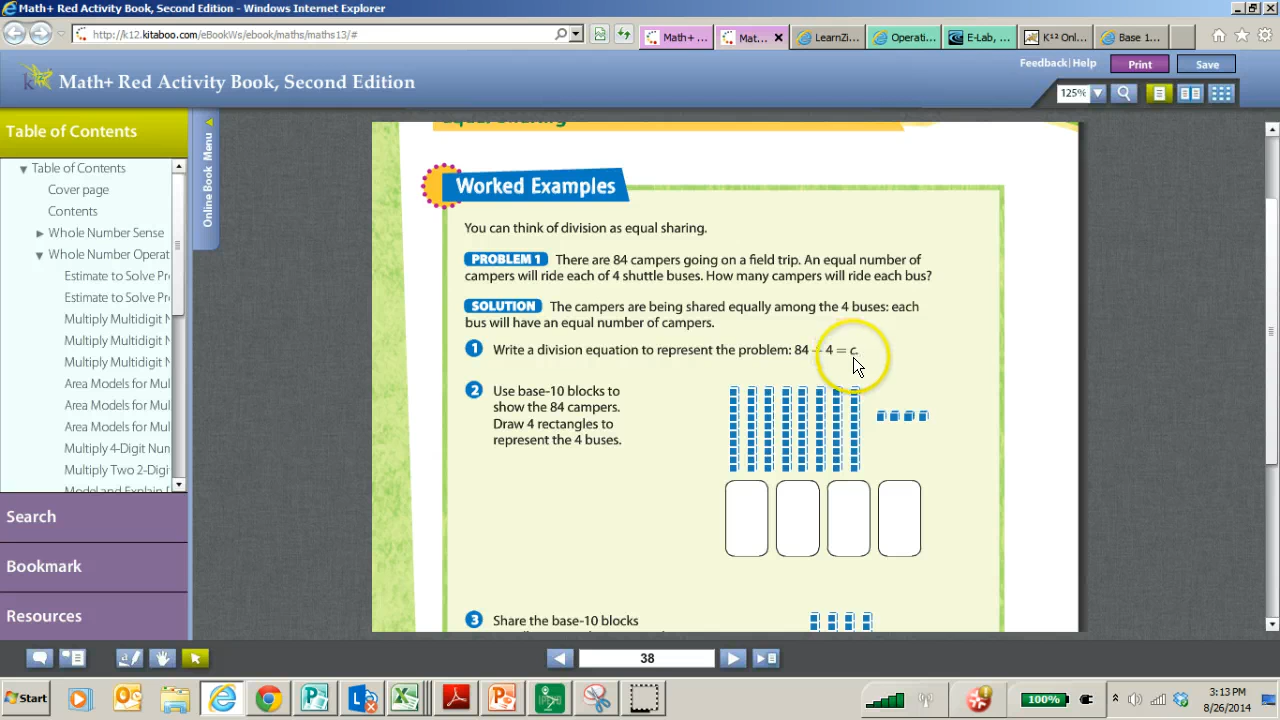 Math+ Red Activity Book, Second Edition - Windows Internet Explorer
http://k12.kitaboo.com/eBookWs/ebook/maths/maths13/#
Math+ ...
Mat...
LearnZi...
Operati...
E-Lab, ...
K¹² Onl...
Base 1...
Math+ Red Activity Book, Second Edition
Feedback|Help
Print
Save
125%
Table of Contents
Online Book Menu
Table of Contents
Cover page
Contents
Whole Number Sense
Whole Number Operat
Estimate to Solve Pr
Estimate to Solve Pr
Multiply Multidigit N
Multiply Multidigit N
Multiply Multidigit N
Area Models for Mul
Area Models for Mul
Area Models for Mul
Multiply 4-Digit Num
Multiply Two 2-Digit
Model and Explain
Search
Bookmark
Resources
Equal Sharing
Worked Examples
You can think of division as equal sharing.
PROBLEM 1 There are 84 campers going on a field trip. An equal number of
campers will ride each of 4 shuttle buses. How many campers will ride each bus?
SOLUTION The campers are being shared equally among the 4 buses: each
bus will have an equal number of campers.
1 Write a division equation to represent the problem: 84 ÷ 4 = c.
2 Use base-10 blocks to
show the 84 campers.
Draw 4 rectangles to
represent the 4 buses.
3 Share the base-10 blocks
38
Start
100%
3:13 PM
8/26/2014